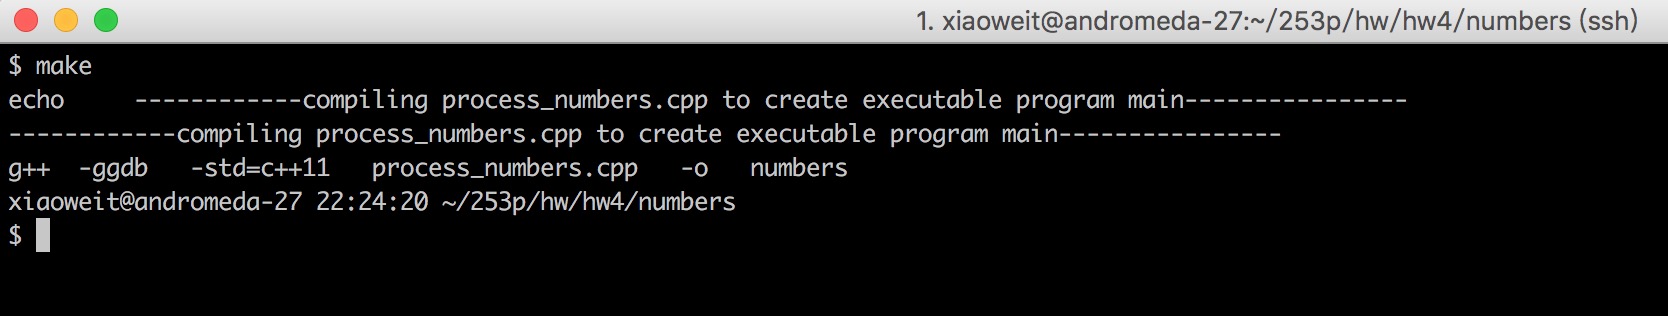 1. xiaoweit@andromeda-27:~/253p/hw/hw4/numbers (ssh)
$ make
echo     ------------compiling process_numbers.cpp to create executable program main----------------
------------compiling process_numbers.cpp to create executable program main----------------
g++  -ggdb   -std=c++11   process_numbers.cpp   -o   numbers
xiaoweit@andromeda-27 22:24:20 ~/253p/hw/hw4/numbers
$